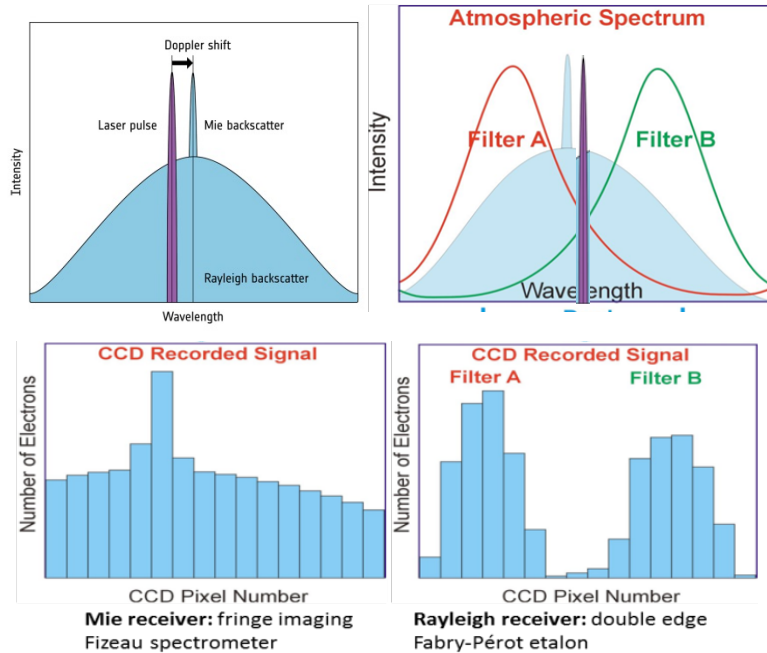 Doppler shift
Laser pulse
Mie backscatter
Rayleigh backscatter
Intensity
Wavelength
Atmospheric Spectrum
Filter A
Filter B
Intensity
Wavelength
CCD Recorded Signal
Number of Electrons
CCD Pixel Number
Mie receiver: fringe imaging
Fizeau spectrometer
CCD Recorded Signal
Filter A
Filter B
Number of Electrons
CCD Pixel Number
Rayleigh receiver: double edge
Fabry-Pérot etalon